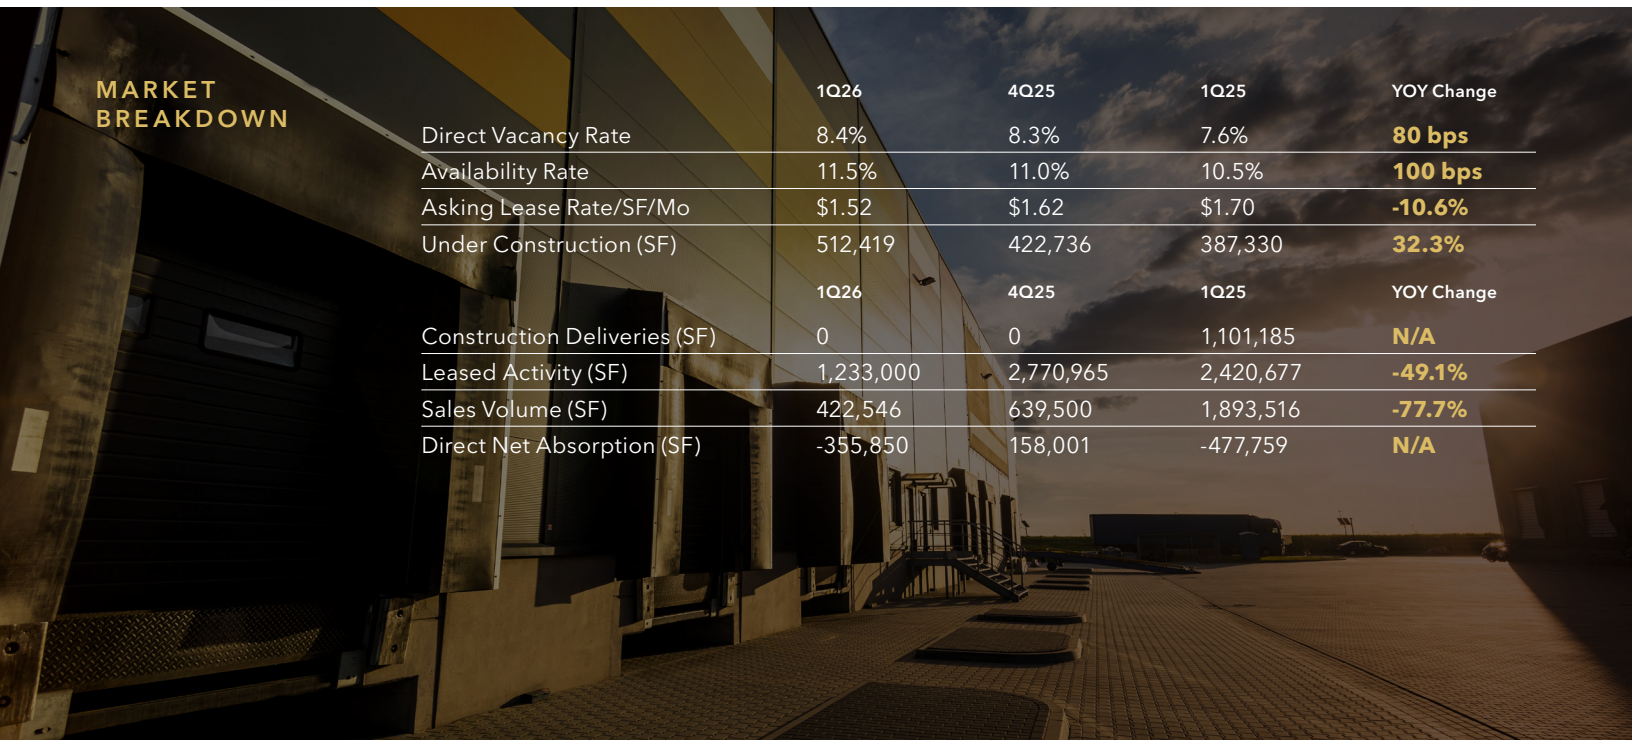 MARKET
BREAKDOWN
1Q26 4Q25 1Q25 YOY Change
Direct Vacancy Rate 8.4% 8.3% 7.6% 80 bps
Availability Rate 11.5% 11.0% 10.5% 100 bps
Asking Lease Rate/SF/Mo $1.52 $1.62 $1.70 -10.6%
Under Construction (SF) 512,419 422,736 387,330 32.3%
1Q26 4Q25 1Q25 YOY Change
Construction Deliveries (SF) 0 0 1,101,185 N/A
Leased Activity (SF) 1,233,000 2,770,965 2,420,677 -49.1%
Sales Volume (SF) 422,546 639,500 1,893,516 -77.7%
Direct Net Absorption (SF) -355,850 158,001 -477,759 N/A